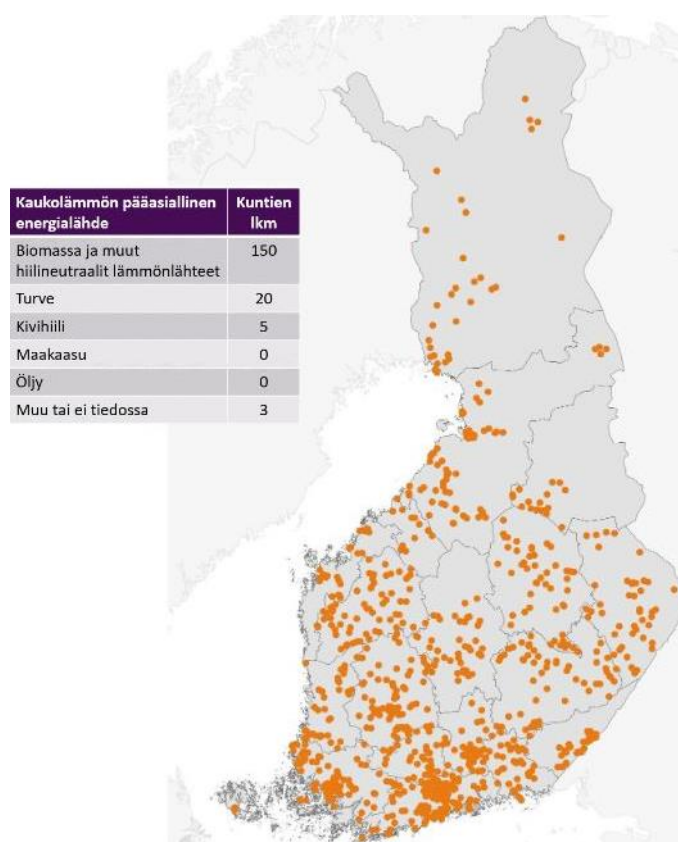 Kaukolämmön pääasiallinen Kuntien
energialähde lkm
Biomassa ja muut 150
hiilineutraalit lämmönlähteet
Turve 20
Kivihiili 5
Maakaasu 0
Öljy 0
Muu tai ei tiedossa 3